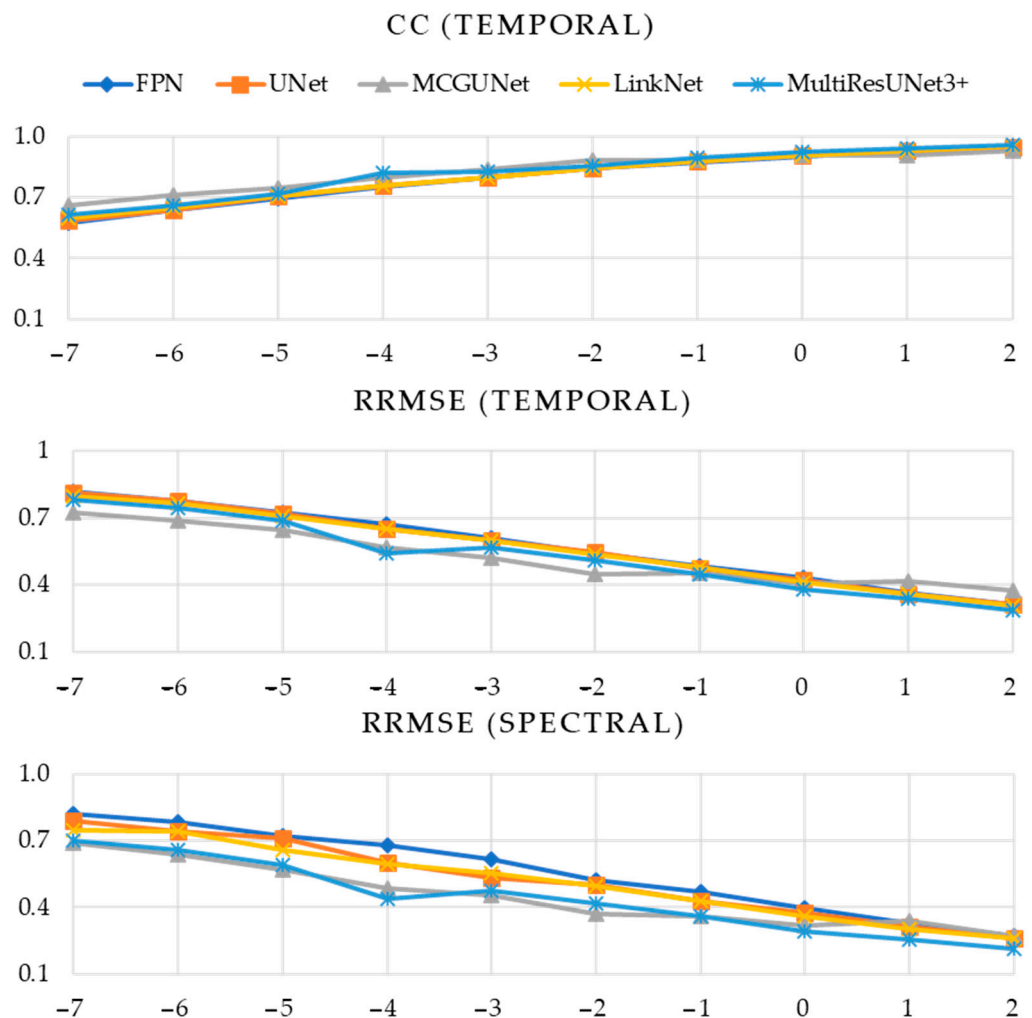 CC (TEMPORAL)
FPN UNet MCGUNet LinkNet MultiResUNet3+
1.0
0.7
0.4
0.1
−7 −6 −5 −4 −3 −2 −1 0 1 2
RRMSE (TEMPORAL)
1
0.7
0.4
0.1
−7 −6 −5 −4 −3 −2 −1 0 1 2
RRMSE (SPECTRAL)
1.0
0.7
0.4
0.1
−7 −6 −5 −4 −3 −2 −1 0 1 2